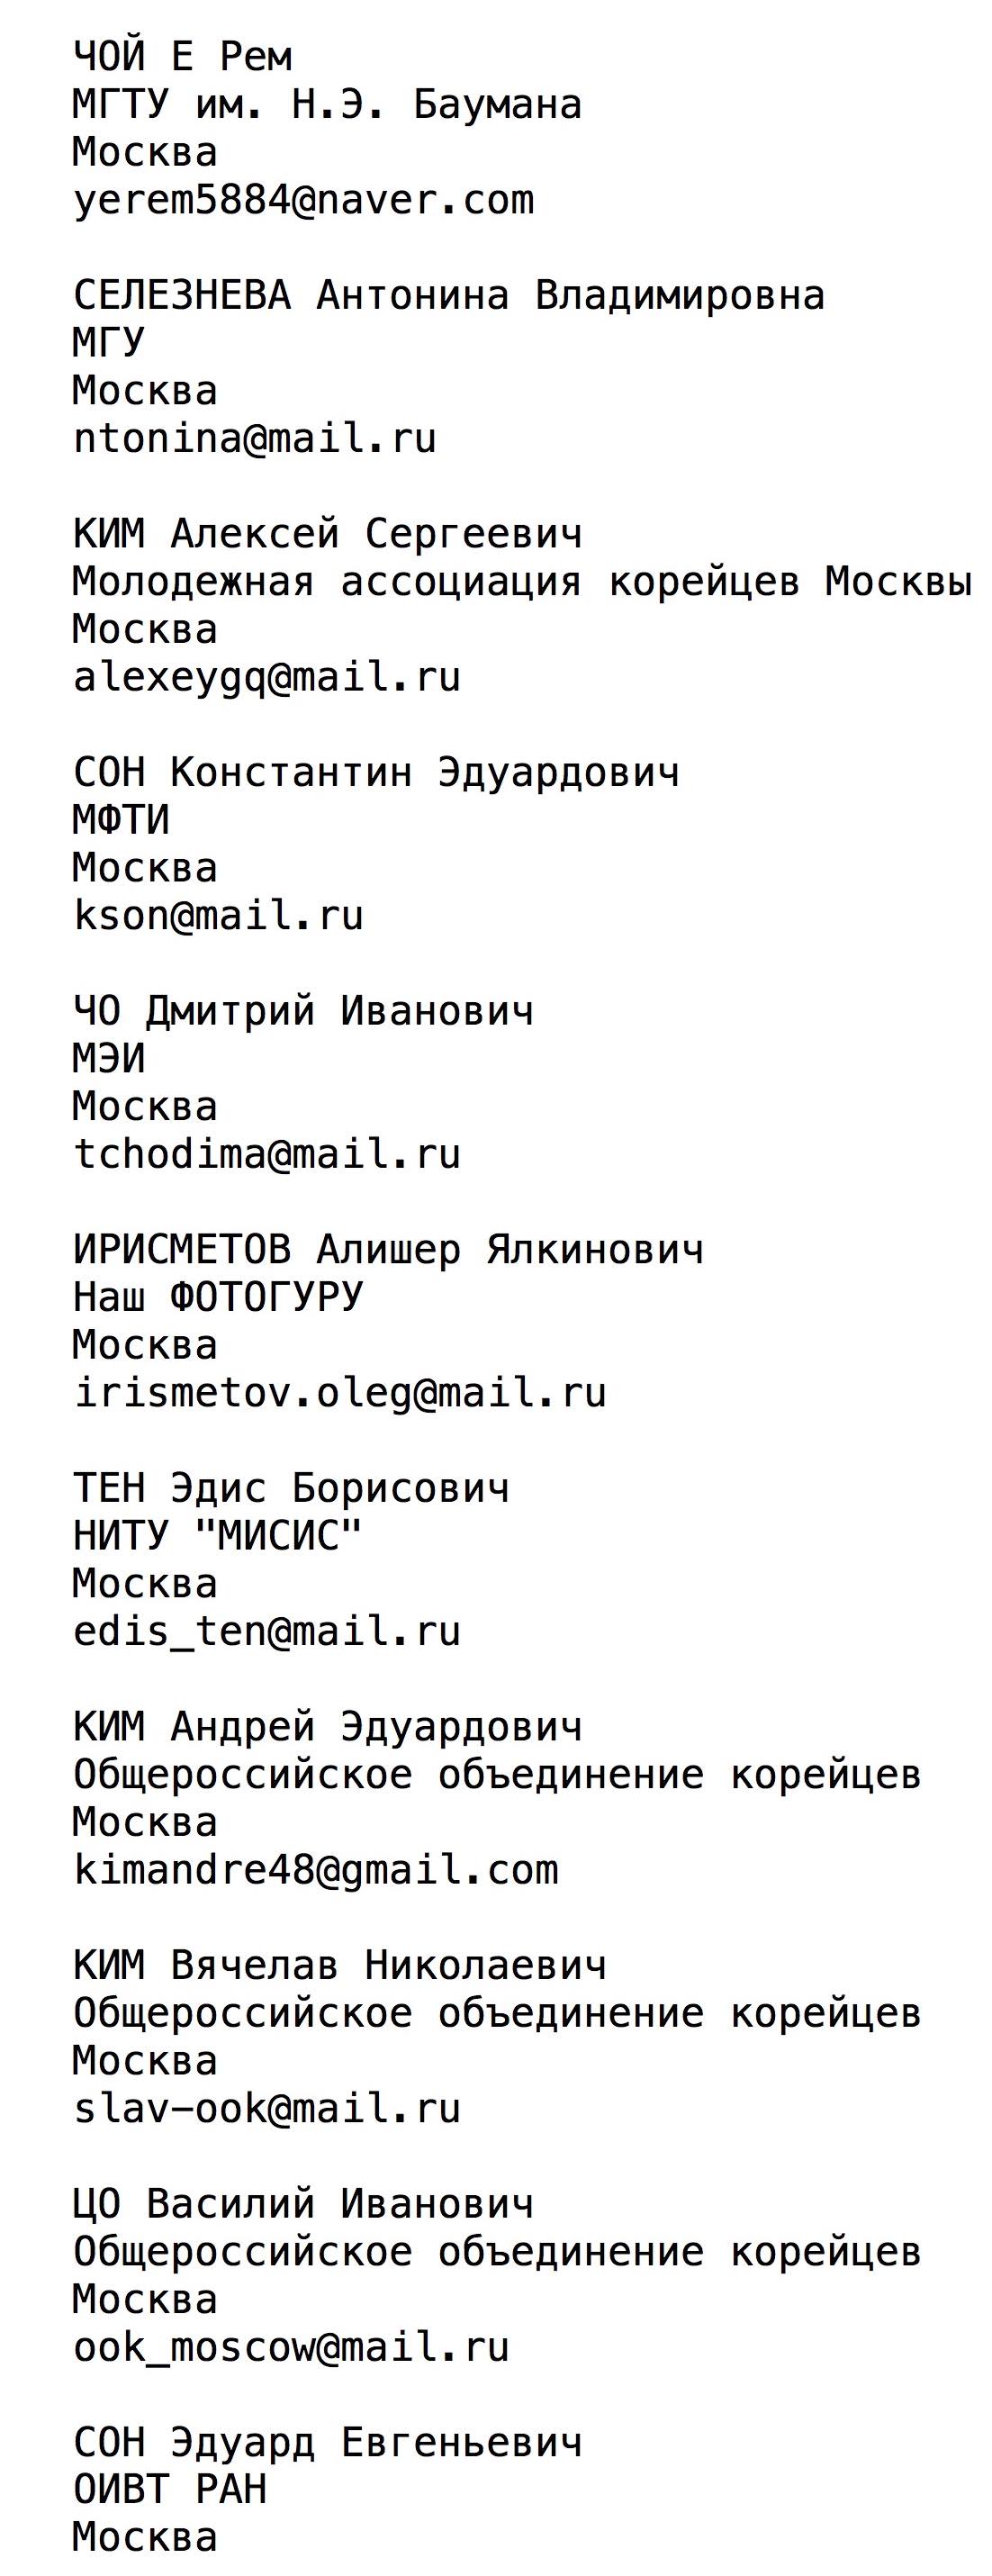 ЧОЙ Е Рем
МГТУ им. Н.Э. Баумана
Москва
yerem5884@naver.com
СЕЛЕЗНЕВА Антонина Владимировна
МГУ
Москва
ntonina@mail.ru
КИМ Алексей Сергеевич
Молодежная ассоциация корейцев Москвы
Москва
alexeygq@mail.ru
СОН Константин Эдуардович
МФТИ
Москва
kson@mail.ru
ЧО Дмитрий Иванович
МЭИ
Москва
tchodima@mail.ru
ИРИСМЕТОВ Алишер Ялкинович
Наш ФОТОГУРУ
Москва
irismetov.oleg@mail.ru
ТЕН Эдис Борисович
НИТУ "МИСИС"
Москва
edis_ten@mail.ru
КИМ Андрей Эдуардович
Общероссийское объединение корейцев
Москва
kimandre48@gmail.com
КИМ Вячелав Николаевич
Общероссийское объединение корейцев
Москва
slav-ook@mail.ru
ЦО Василий Иванович
Общероссийское объединение корейцев
Москва
ook_moscow@mail.ru
СОН Эдуард Евгеньевич
ОИВТ РАН
Москва